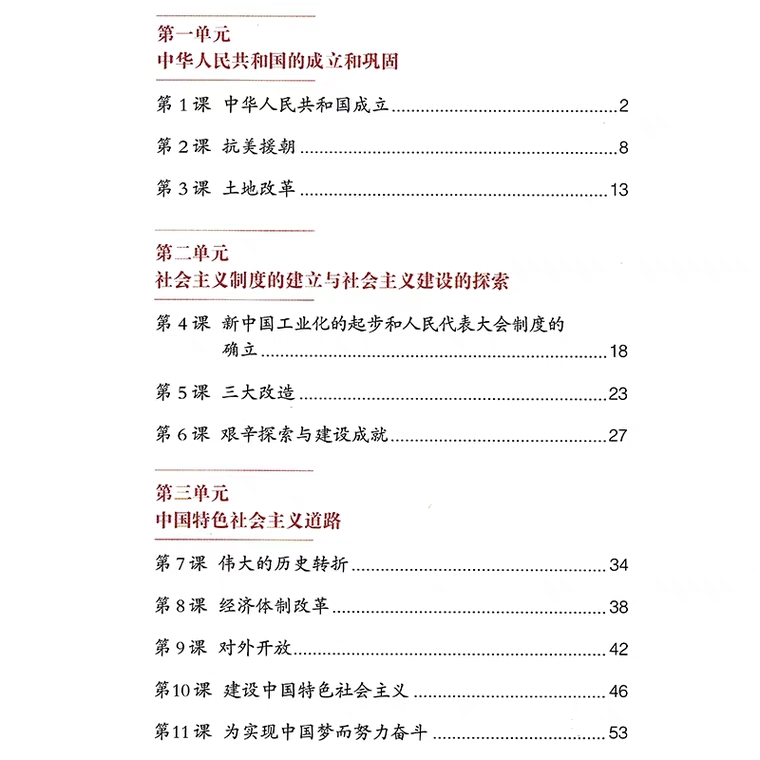 第一单元
中华人民共和国的成立和巩固
第1课 中华人民共和国成立 2
第2课 抗美援朝 8
第3课 土地改革 13
第二单元
社会主义制度的建立与社会主义建设的探索
第4课 新中国工业化的起步和人民代表大会制度的
确立 18
第5课 三大改造 23
第6课 艰辛探索与建设成就 27
第三单元
中国特色社会主义道路
第7课 伟大的历史转折 34
第8课 经济体制改革 38
第9课 对外开放 42
第10课 建设中国特色社会主义 46
第11课 为实现中国梦而努力奋斗 53